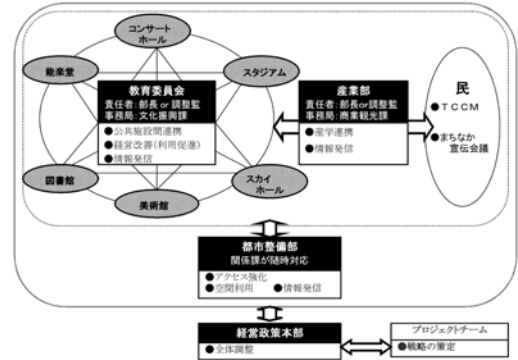 コンサート
ホール
能楽堂
スタジアム
教育委員会
責任者:部長or調整監
事務局:文化振興課
●公共施設間連携
●経営改善(利用促進)
●情報発信
図書館
スカイ
ホール
美術館
産業部
責任者:部長or調整監
事務局:商業観光課
●産学連携
●情報発信
民
●TCCM
●まちなか
宣伝会議
都市整備部
関係課が随時対応
●アクセス強化
●空間利用 ●情報発信
経営政策本部
●全体調整
プロジェクトチーム
●戦略の策定